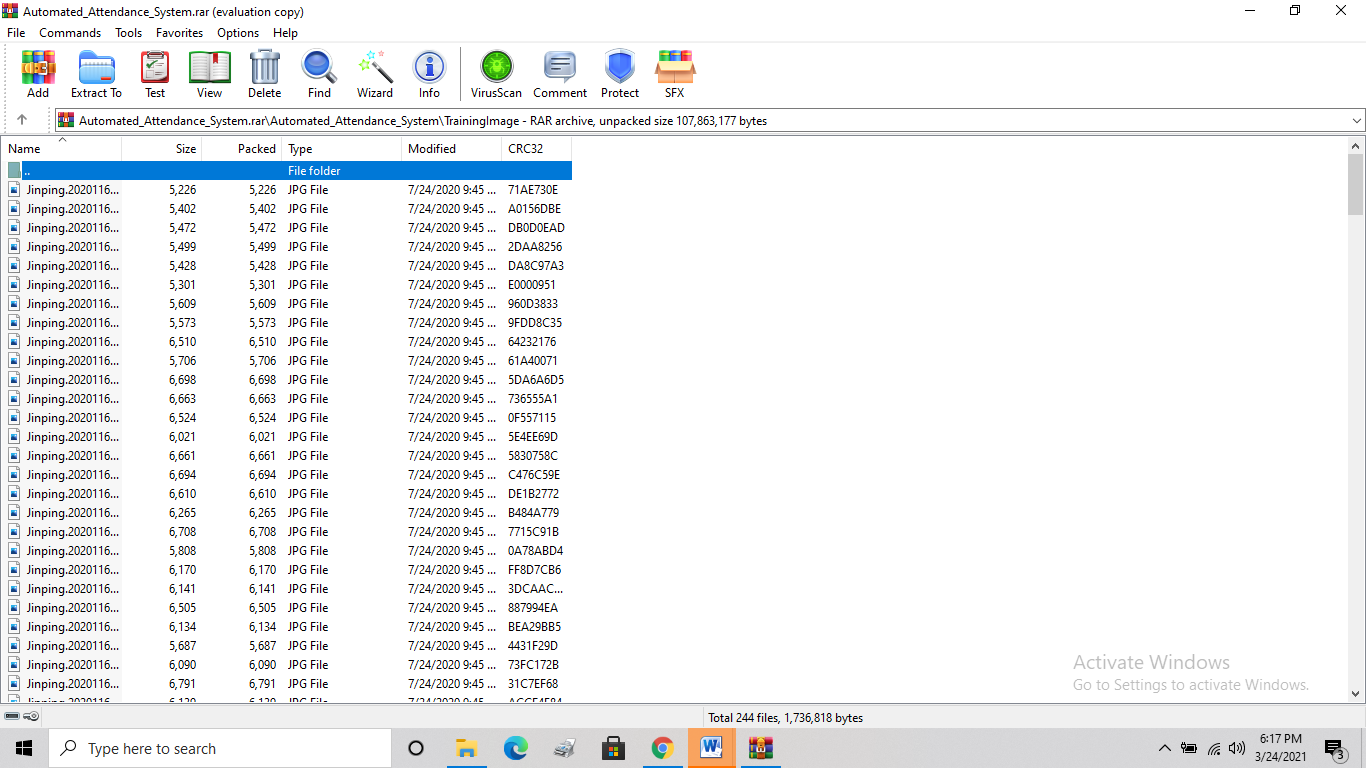 Automated_Attendance_System.rar (evaluation copy)
File Commands Tools Favorites Options Help
Add Extract To Test View Delete Find Wizard Info VirusScan Comment Protect SFX
Automated_Attendance_System.rar\Automated_Attendance_System\TrainingImage - RAR archive, unpacked size 107,863,177 bytes
Name Size Packed Type Modified CRC32
.. File folder
Jinping.2020116... 5,226 5,226 JPG File 7/24/2020 9:45 ... 71AE730E
Jinping.2020116... 5,402 5,402 JPG File 7/24/2020 9:45 ... A0156DBE
Jinping.2020116... 5,472 5,472 JPG File 7/24/2020 9:45 ... DB0D0EAD
Jinping.2020116... 5,499 5,499 JPG File 7/24/2020 9:45 ... 2DAA8256
Jinping.2020116... 5,428 5,428 JPG File 7/24/2020 9:45 ... DA8C97A3
Jinping.2020116... 5,301 5,301 JPG File 7/24/2020 9:45 ... E0000951
Jinping.2020116... 5,609 5,609 JPG File 7/24/2020 9:45 ... 960D3833
Jinping.2020116... 5,573 5,573 JPG File 7/24/2020 9:45 ... 9FDD8C35
Jinping.2020116... 6,510 6,510 JPG File 7/24/2020 9:45 ... 64232176
Jinping.2020116... 5,706 5,706 JPG File 7/24/2020 9:45 ... 61A40071
Jinping.2020116... 6,698 6,698 JPG File 7/24/2020 9:45 ... 5DA6A6D5
Jinping.2020116... 6,663 6,663 JPG File 7/24/2020 9:45 ... 736555A1
Jinping.2020116... 6,524 6,524 JPG File 7/24/2020 9:45 ... 0F557115
Jinping.2020116... 6,021 6,021 JPG File 7/24/2020 9:45 ... 5E4EE69D
Jinping.2020116... 6,661 6,661 JPG File 7/24/2020 9:45 ... 5830758C
Jinping.2020116... 6,694 6,694 JPG File 7/24/2020 9:45 ... C476C59E
Jinping.2020116... 6,610 6,610 JPG File 7/24/2020 9:45 ... DE1B2772
Jinping.2020116... 6,265 6,265 JPG File 7/24/2020 9:45 ... B484A779
Jinping.2020116... 6,708 6,708 JPG File 7/24/2020 9:45 ... 7715C91B
Jinping.2020116... 5,808 5,808 JPG File 7/24/2020 9:45 ... 0A78ABD4
Jinping.2020116... 6,170 6,170 JPG File 7/24/2020 9:45 ... FF8D7CB6
Jinping.2020116... 6,141 6,141 JPG File 7/24/2020 9:45 ... 3DCAAC...
Jinping.2020116... 6,505 6,505 JPG File 7/24/2020 9:45 ... 887994EA
Jinping.2020116... 6,134 6,134 JPG File 7/24/2020 9:45 ... BEA29BB5
Jinping.2020116... 5,687 5,687 JPG File 7/24/2020 9:45 ... 4431F29D
Jinping.2020116... 6,090 6,090 JPG File 7/24/2020 9:45 ... 73FC172B
Jinping.2020116... 6,791 6,791 JPG File 7/24/2020 9:45 ... 31C7EF68
Activate Windows
Go to Settings to activate Windows.
Total 244 files, 1,736,818 bytes
Type here to search
6:17 PM
3/24/2021
3